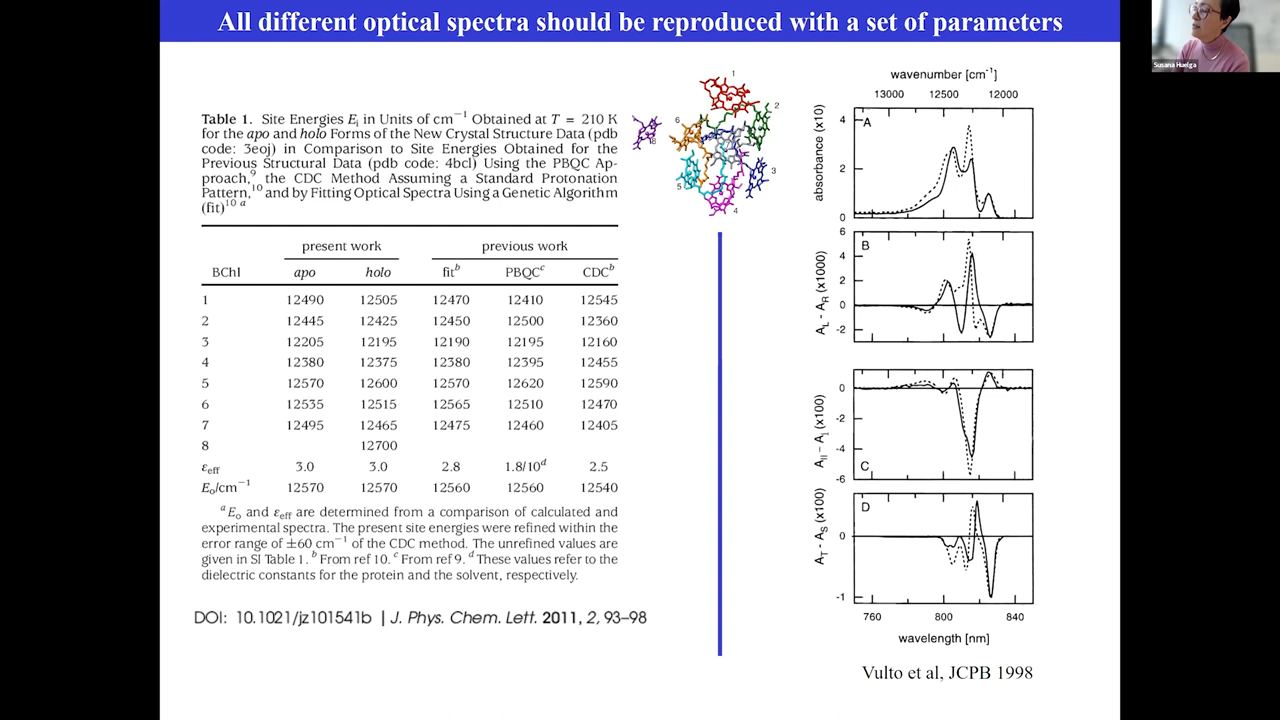 All different optical spectra should be reproduced with a set of parameters
Susana Huelga
Table 1. Site Energies Ei in Units of cm−1 Obtained at T = 210 K
for the apo and holo Forms of the New Crystal Structure Data (pdb
code: 3eoj) in Comparison to Site Energies Obtained for the
Previous Structural Data (pdb code: 4bcl) Using the PBQC Ap-
proach,9 the CDC Method Assuming a Standard Protonation
Pattern,10 and by Fitting Optical Spectra Using a Genetic Algorithm
(fit)10 a
present work previous work
BChl apo holo fitb PBQCc CDCb
1 12490 12505 12470 12410 12545
2 12445 12425 12450 12500 12360
3 12205 12195 12190 12195 12160
4 12380 12375 12380 12395 12455
5 12570 12600 12570 12620 12590
6 12535 12515 12565 12510 12470
7 12495 12465 12475 12460 12405
8 12700
εeff 3.0 3.0 2.8 1.8/10d 2.5
Eo/cm−1 12570 12570 12560 12560 12540
a Eo and εeff are determined from a comparison of calculated and
experimental spectra. The present site energies were refined within the
error range of ±60 cm−1 of the CDC method. The unrefined values are
given in SI Table 1. b From ref 10. c From ref 9. d These values refer to the
dielectric constants for the protein and the solvent, respectively.
DOI: 10.1021/jz101541b | J. Phys. Chem. Lett. 2011, 2, 93–98
1
2
3
4
5
6
8
wavenumber [cm-1]
13000 12500 12000
absorbance (x10)
A
4
2
0
AL - AR (x1000)
B
6
4
2
0
-2
A|| - A⊥ (x100)
C
0
-2
-4
-6
AT - AS (x100)
D
0
-1
760 800 840
wavelength [nm]
Vulto et al, JCPB 1998